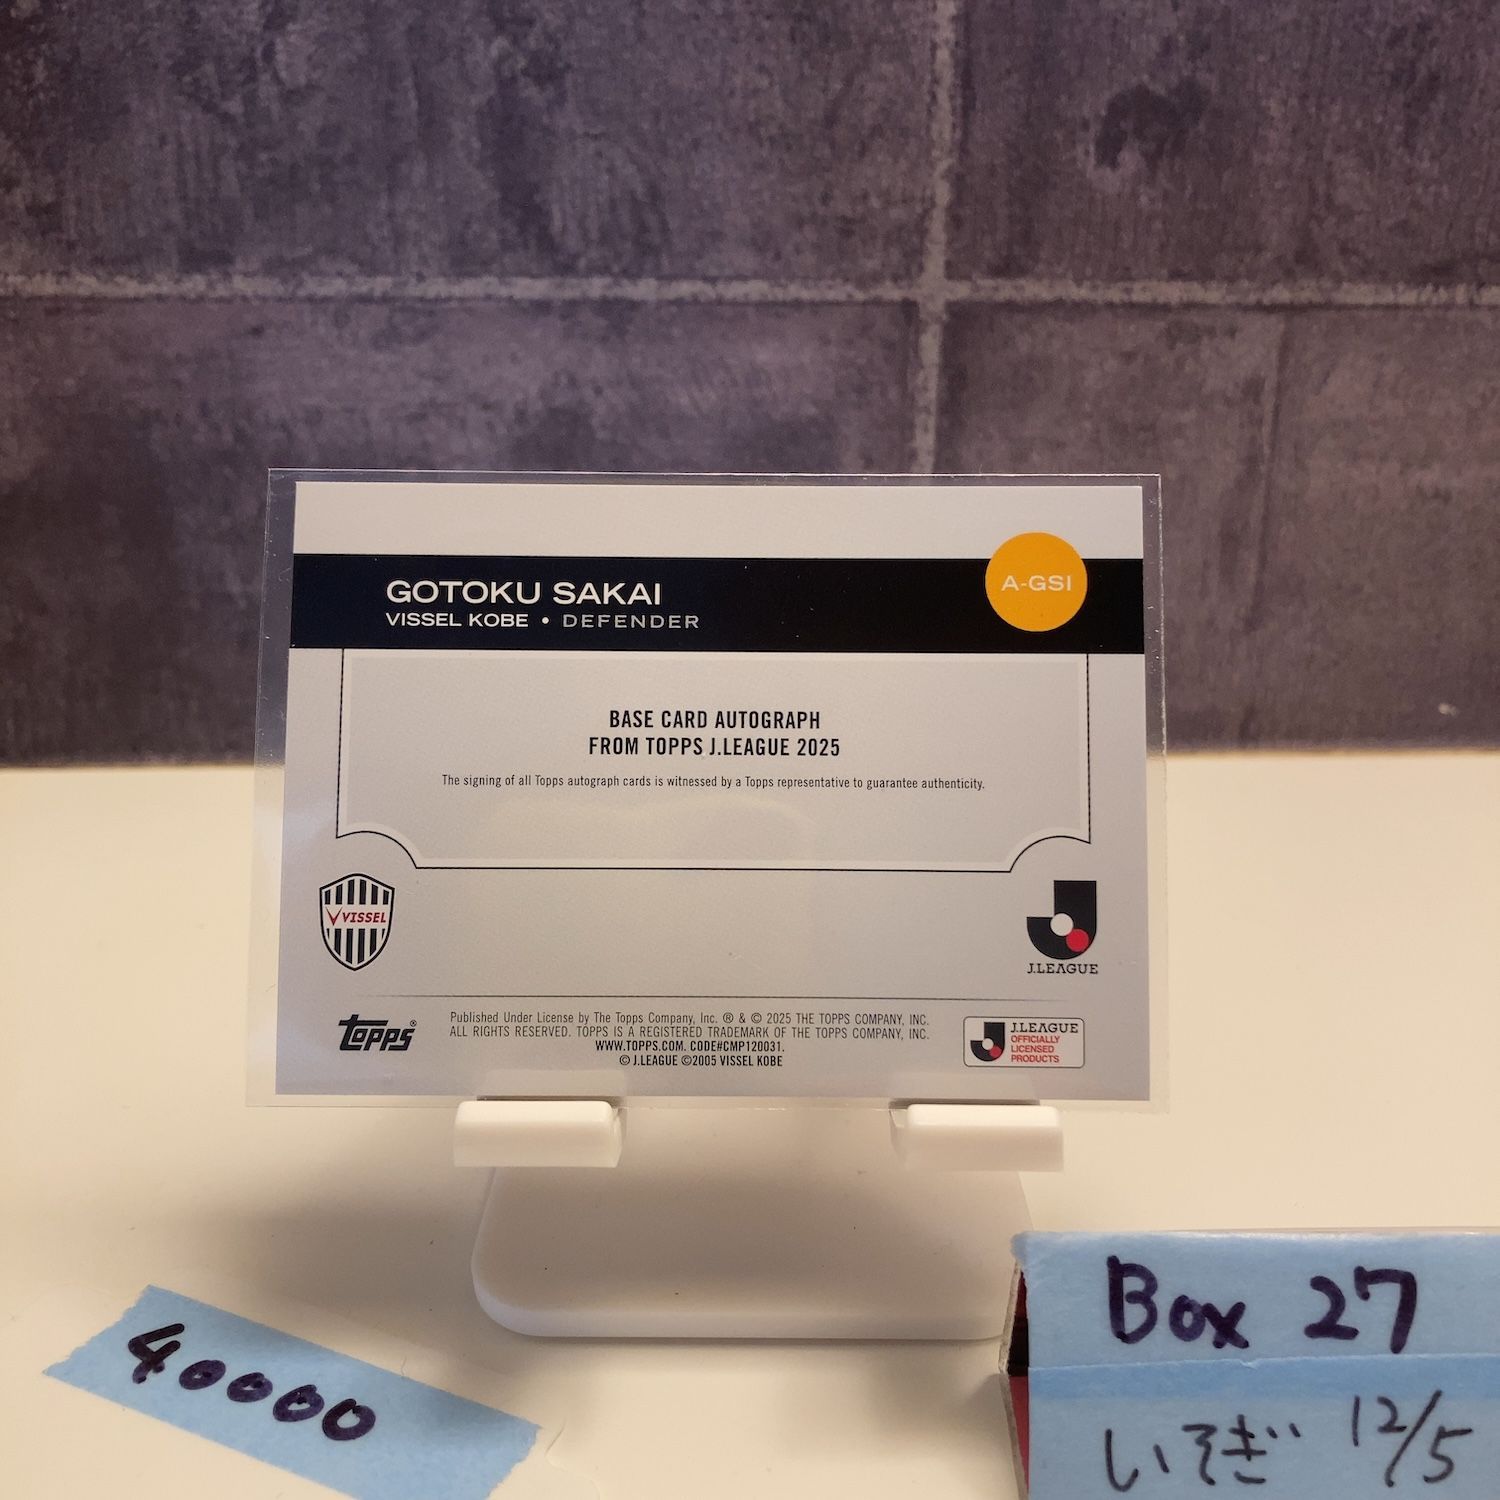 GOTOKU SAKAI
VISSEL KOBE • DEFENDER
A-GSI
BASE CARD AUTOGRAPH
FROM TOPPS J.LEAGUE 2025
The signing of all Topps autograph cards is witnessed by a Topps representative to guarantee authenticity.
VISSEL
J.LEAGUE
topps®
Published Under License by The Topps Company, Inc. ® & © 2025 THE TOPPS COMPANY, INC.
ALL RIGHTS RESERVED. TOPPS IS A REGISTERED TRADEMARK OF THE TOPPS COMPANY, INC.
WWW.TOPPS.COM. CODE#CMP120031.
© J.LEAGUE ©2005 VISSEL KOBE
J.LEAGUE
OFFICIALLY
LICENSED
PRODUCTS
40000
Box 27
いそぎ 12/5